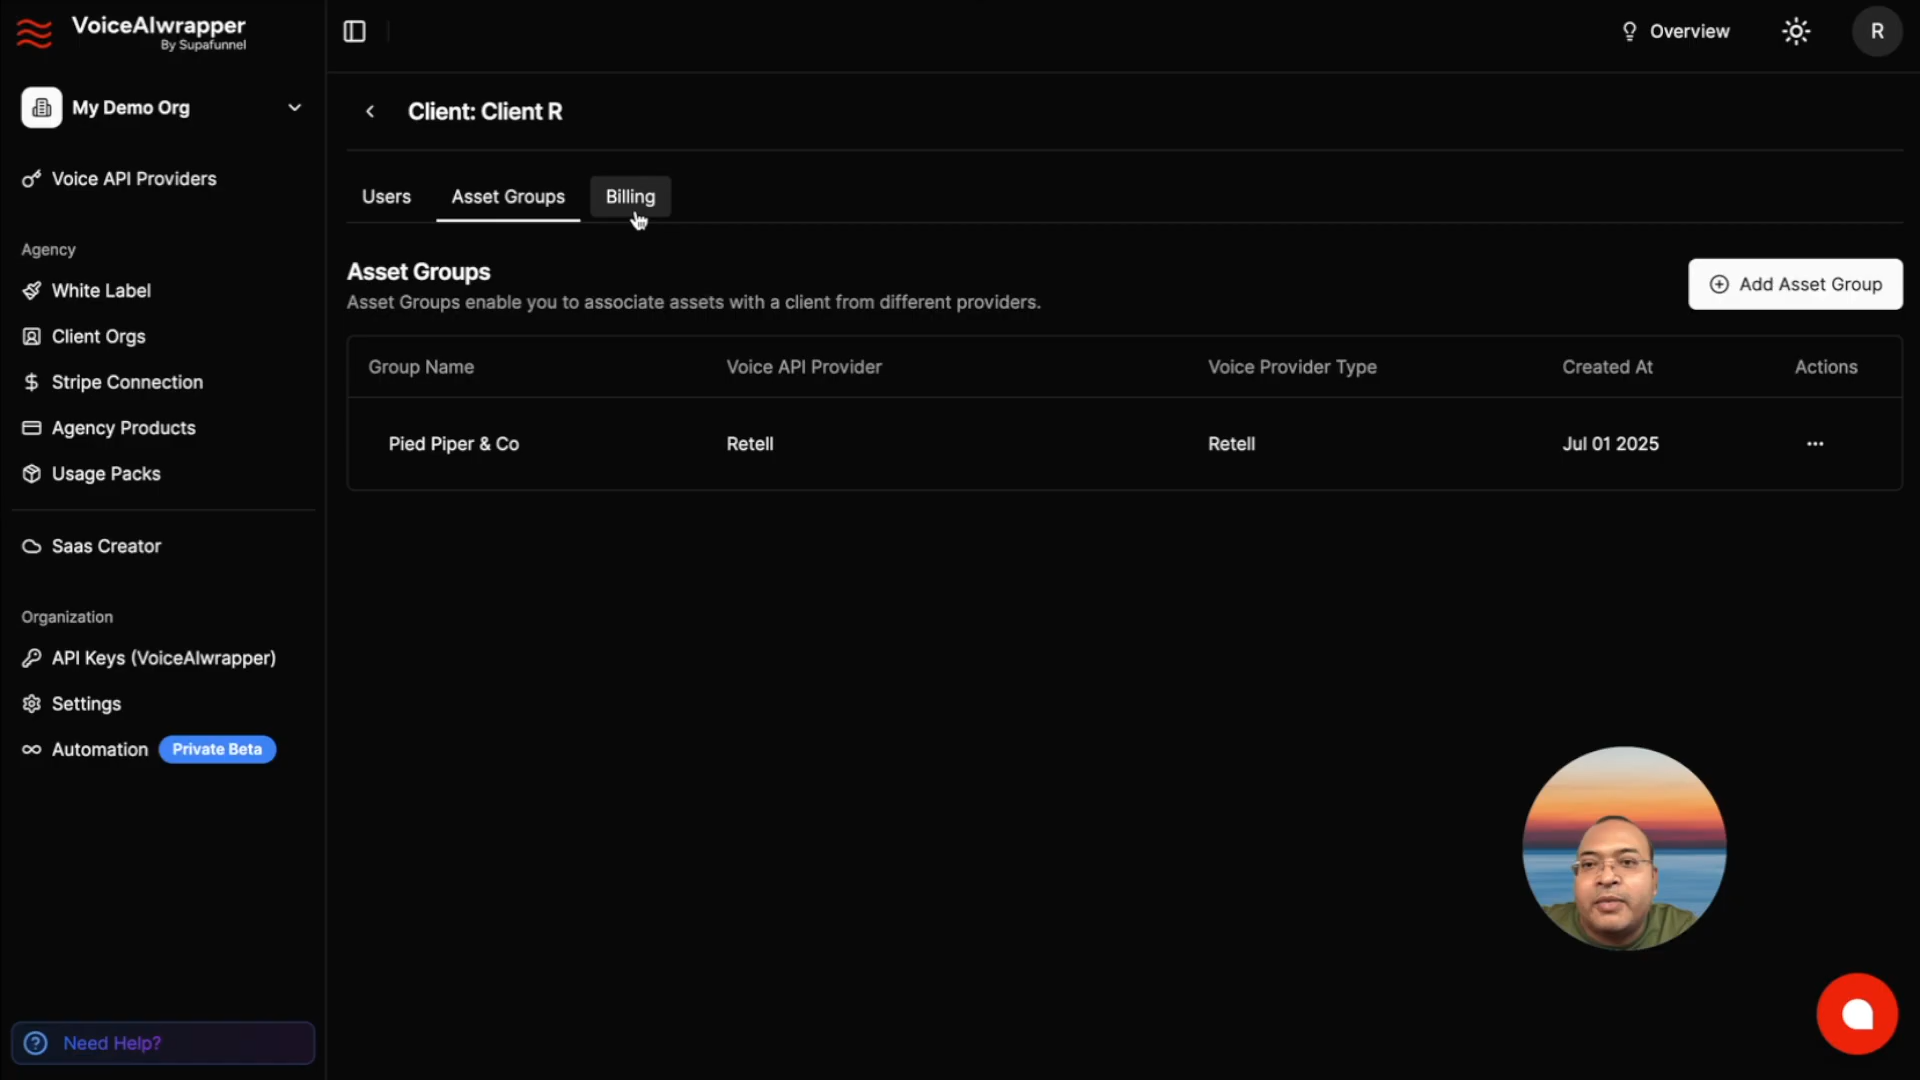 VoiceAIwrapper
By Supafunnel
My Demo Org
Voice API Providers
Agency
White Label
Client Orgs
Stripe Connection
Agency Products
Usage Packs
Saas Creator
Organization
API Keys (VoiceAIwrapper)
Settings
Automation Private Beta
Need Help?
Overview
R
Client: Client R
Users Asset Groups Billing
Asset Groups
Asset Groups enable you to associate assets with a client from different providers.
Add Asset Group
Group Name Voice API Provider Voice Provider Type Created At Actions
Pied Piper & Co Retell Retell Jul 01 2025